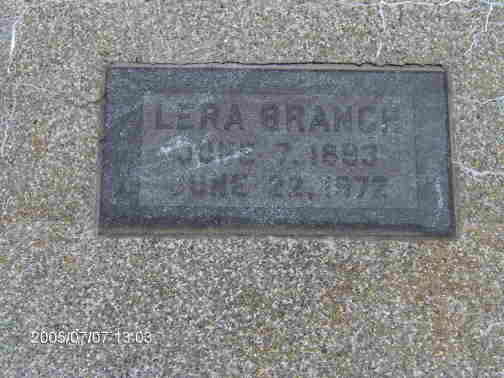 LERA BRANCH
JUNE 7, 1893
JUNE 22, 1972
2005/07/07 13:03